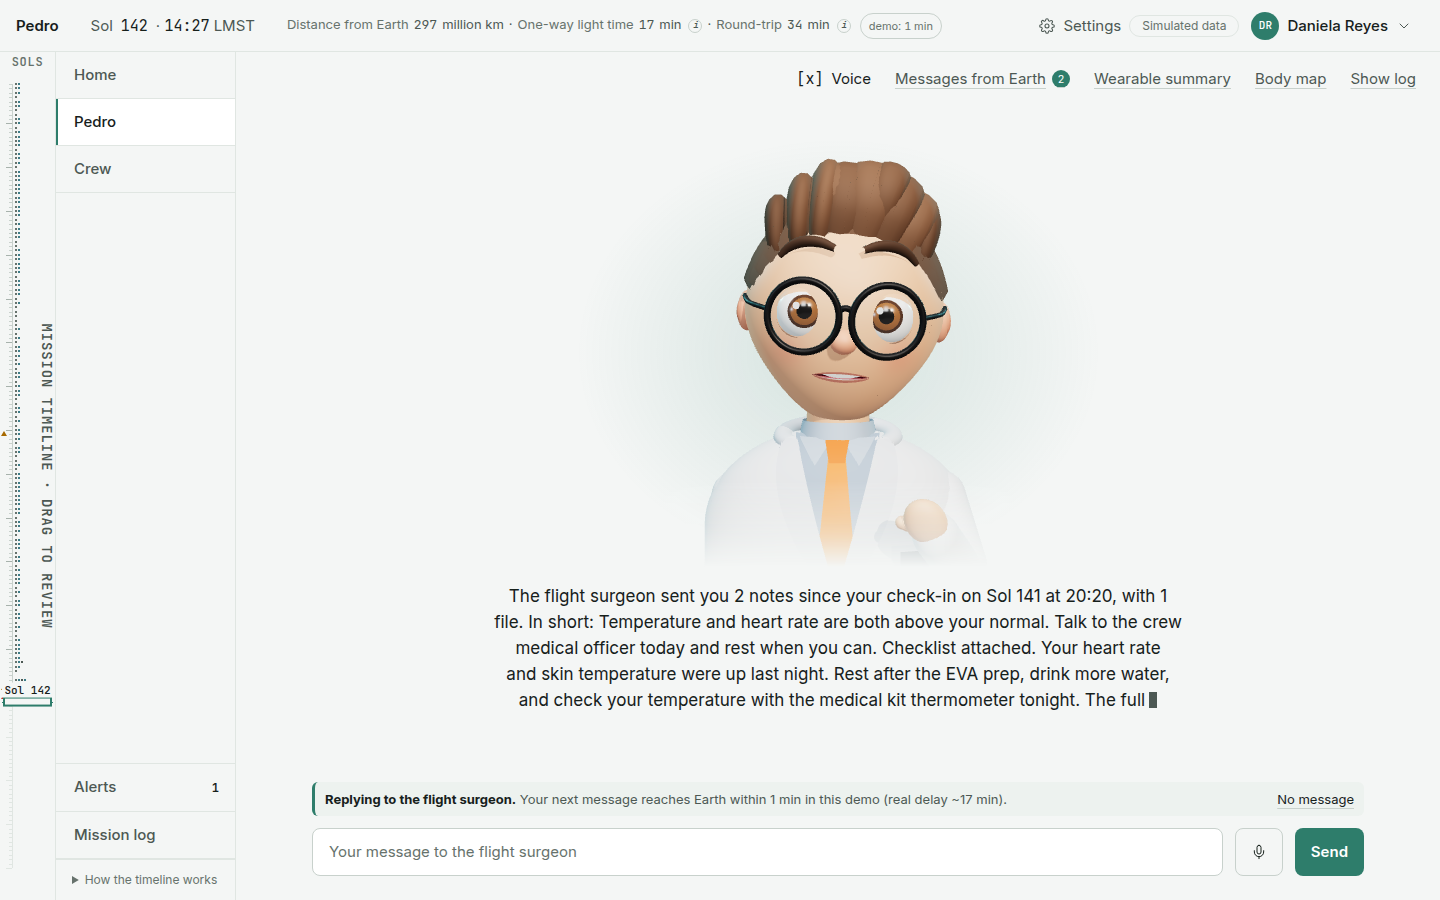 Pedro
Sol 142 · 14:27 LMST
Distance from Earth 297 million km · One-way light time 17 min i · Round-trip 34 min i
demo: 1 min
Settings
Simulated data
DR
Daniela Reyes
SOLS
MISSION TIMELINE · DRAG TO REVIEW
Sol 142
Home
Pedro
Crew
Alerts 1
Mission log
How the timeline works
[x] Voice
Messages from Earth 2
Wearable summary
Body map
Show log
The flight surgeon sent you 2 notes since your check-in on Sol 141 at 20:20, with 1
file. In short: Temperature and heart rate are both above your normal. Talk to the crew
medical officer today and rest when you can. Checklist attached. Your heart rate
and skin temperature were up last night. Rest after the EVA prep, drink more water,
and check your temperature with the medical kit thermometer tonight. The full
Replying to the flight surgeon. Your next message reaches Earth within 1 min in this demo (real delay ~17 min).
No message
Your message to the flight surgeon
Send